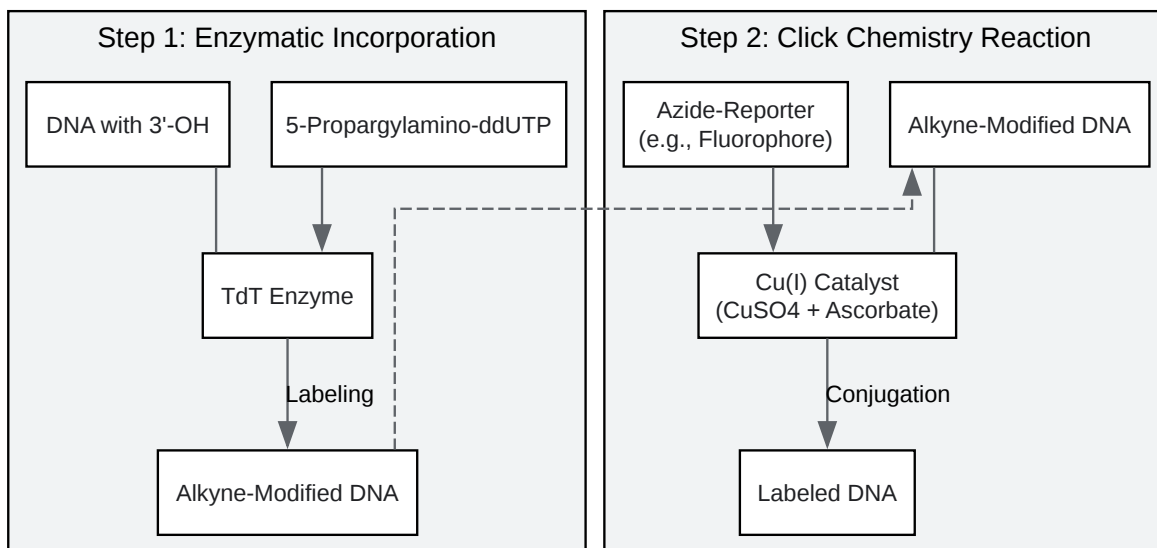 Step 1: Enzymatic Incorporation
DNA with 3'-OH
5-Propargylamino-ddUTP
TdT Enzyme
Labeling
Alkyne-Modified DNA
Step 2: Click Chemistry Reaction
Azide-Reporter
(e.g., Fluorophore)
Alkyne-Modified DNA
Cu(I) Catalyst
(CuSO4 + Ascorbate)
Conjugation
Labeled DNA